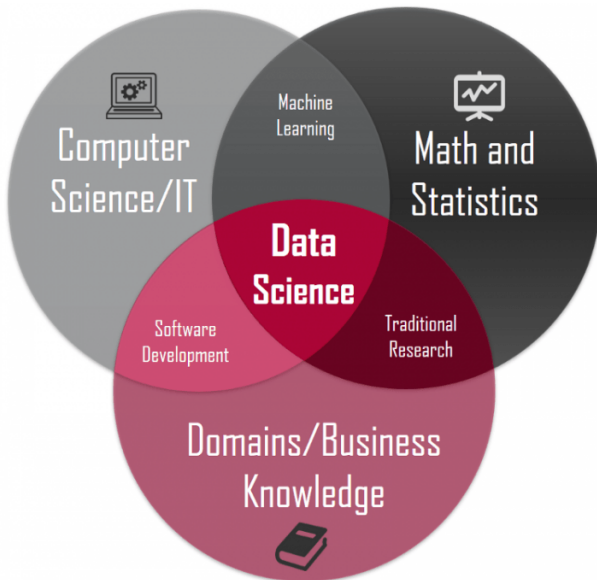 Machine
Learning
Computer
Science/IT
Math and
Statistics
Data
Science
Software
Development
Traditional
Research
Domains/Business
Knowledge